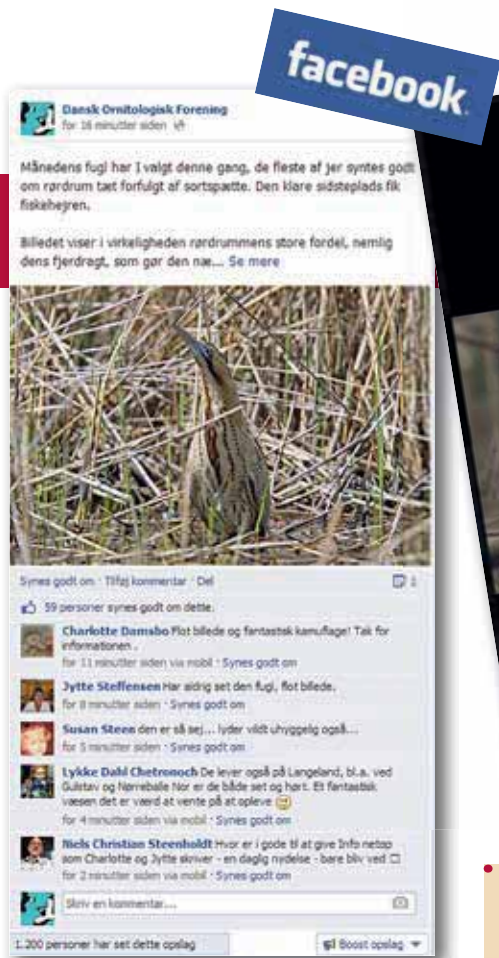 facebook
Dansk Ornitologisk Forening
for 16 minutter siden
Månedens fugl har I valgt denne gang, de fleste af jer syntes godt
om rørdrum tæt forfulgt af sortspætte. Den klare sidsteplads fik
fiskehejren.
Billedet viser i virkeligheden rørdrummens store fordel, nemlig
dens fjerdragt, som gør den næ... Se mere
Synes godt om · Tilføj kommentar · Del
59 personer synes godt om dette.
Charlotte Damsbo Flot billede og fantastisk kamuflage! Tak for
informationen .
for 11 minutter siden via mobil · Synes godt om
Jytte Steffensen Har aldrig set den fugl, flot billede.
for 8 minutter siden · Synes godt om
Susan Steen den er så sej... lyder vildt uhyggelig også...
for 5 minutter siden · Synes godt om
Lykke Dahl Chetronoch De lever også på Langeland, bl.a. ved
Gulstav og Nørreballe Nor er de både set og hørt. Et fantastisk
væsen det er værd at vente på at opleve
for 4 minutter siden via mobil · Synes godt om
Niels Christian Steenholdt Hvor er i gode til at give Info netop
som Charlotte og Jytte skriver - en daglig nydelse - bare bliv ved
for 2 minutter siden via mobil · Synes godt om
Skriv en kommentar...
1.200 personer har set dette opslag
Boost opslag